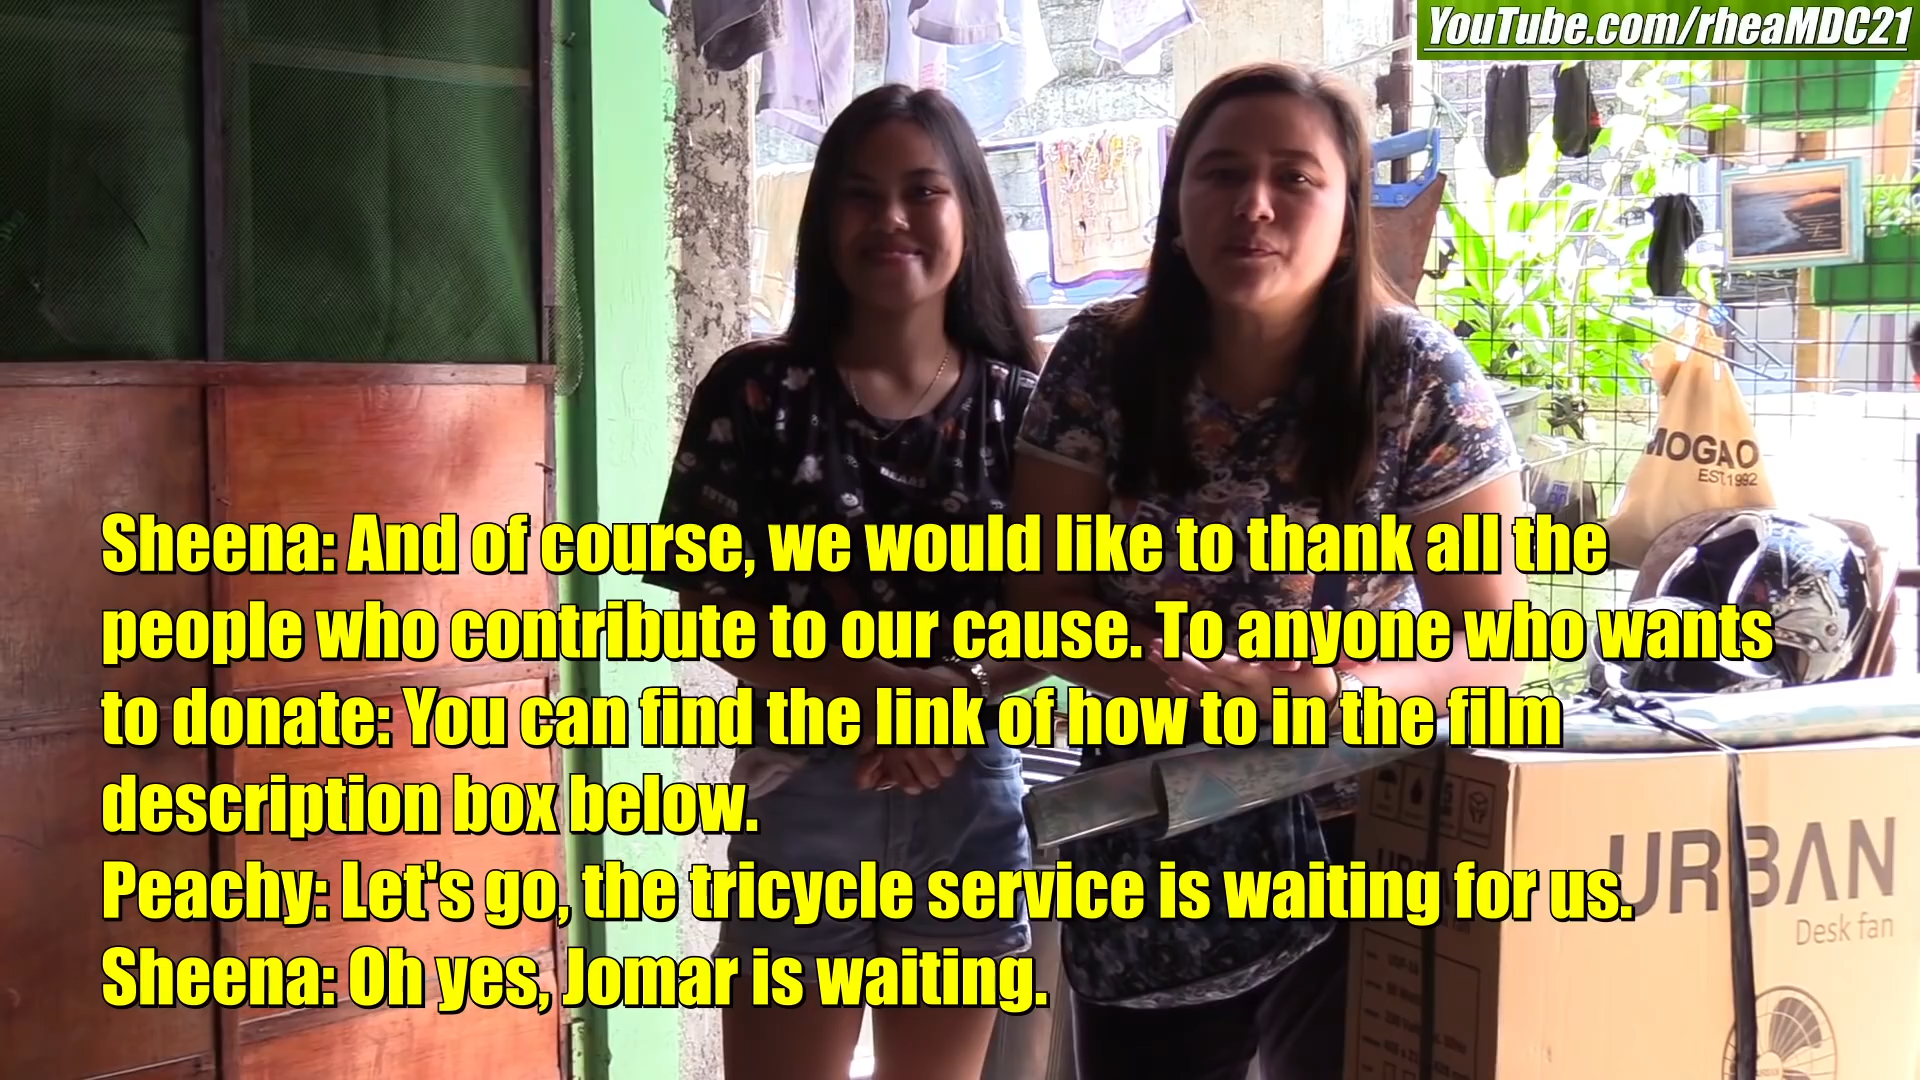 YouTube.com/rheaMDC21
MOGAO
EST.1992
Sheena: And of course, we would like to thank all the
people who contribute to our cause. To anyone who wants
to donate: You can find the link of how to in the film
description box below.
Peachy: Let's go, the tricycle service is waiting for us.
Sheena: Oh yes, Jomar is waiting.
URBAN
Desk fan